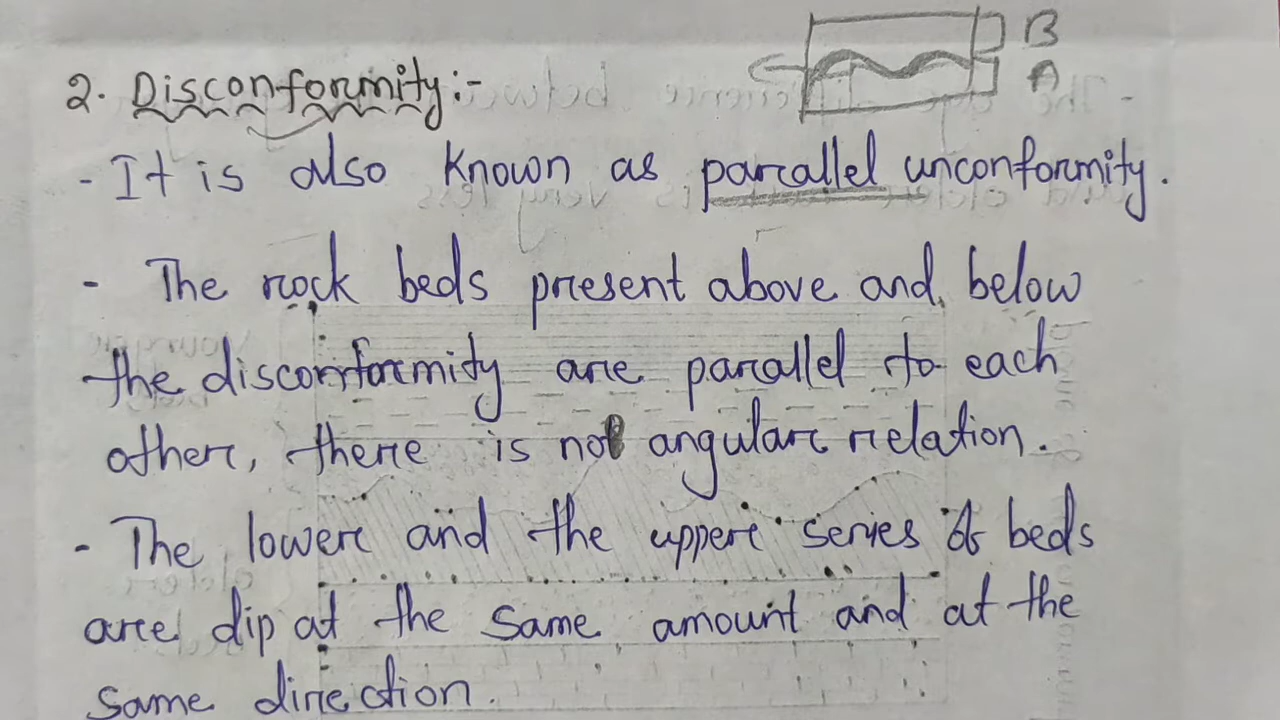 B
A
2. Disconformity:-
- It is also known as parallel unconformity.
- The rock beds present above and below
the disconformity are parallel to each
other, there is no angular relation.
- The lower and the upper series of beds
are dip at the same amount and at the
same direction.